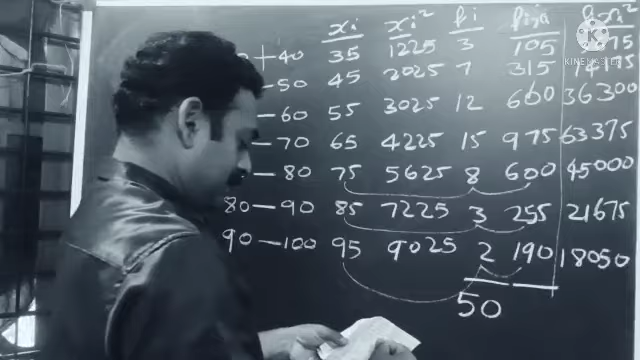 xi xi² fi fixi fixi²
+40 35 1225 3 105
-50 45 2025 7 315 14175
-60 55 3025 12 660 36300
-70 65 4225 15 975 63375
-80 75 5625 8 600 45000
80-90 85 7225 3 255 21675
90-100 95 9025 2 190 18050
50
KINEMASTER